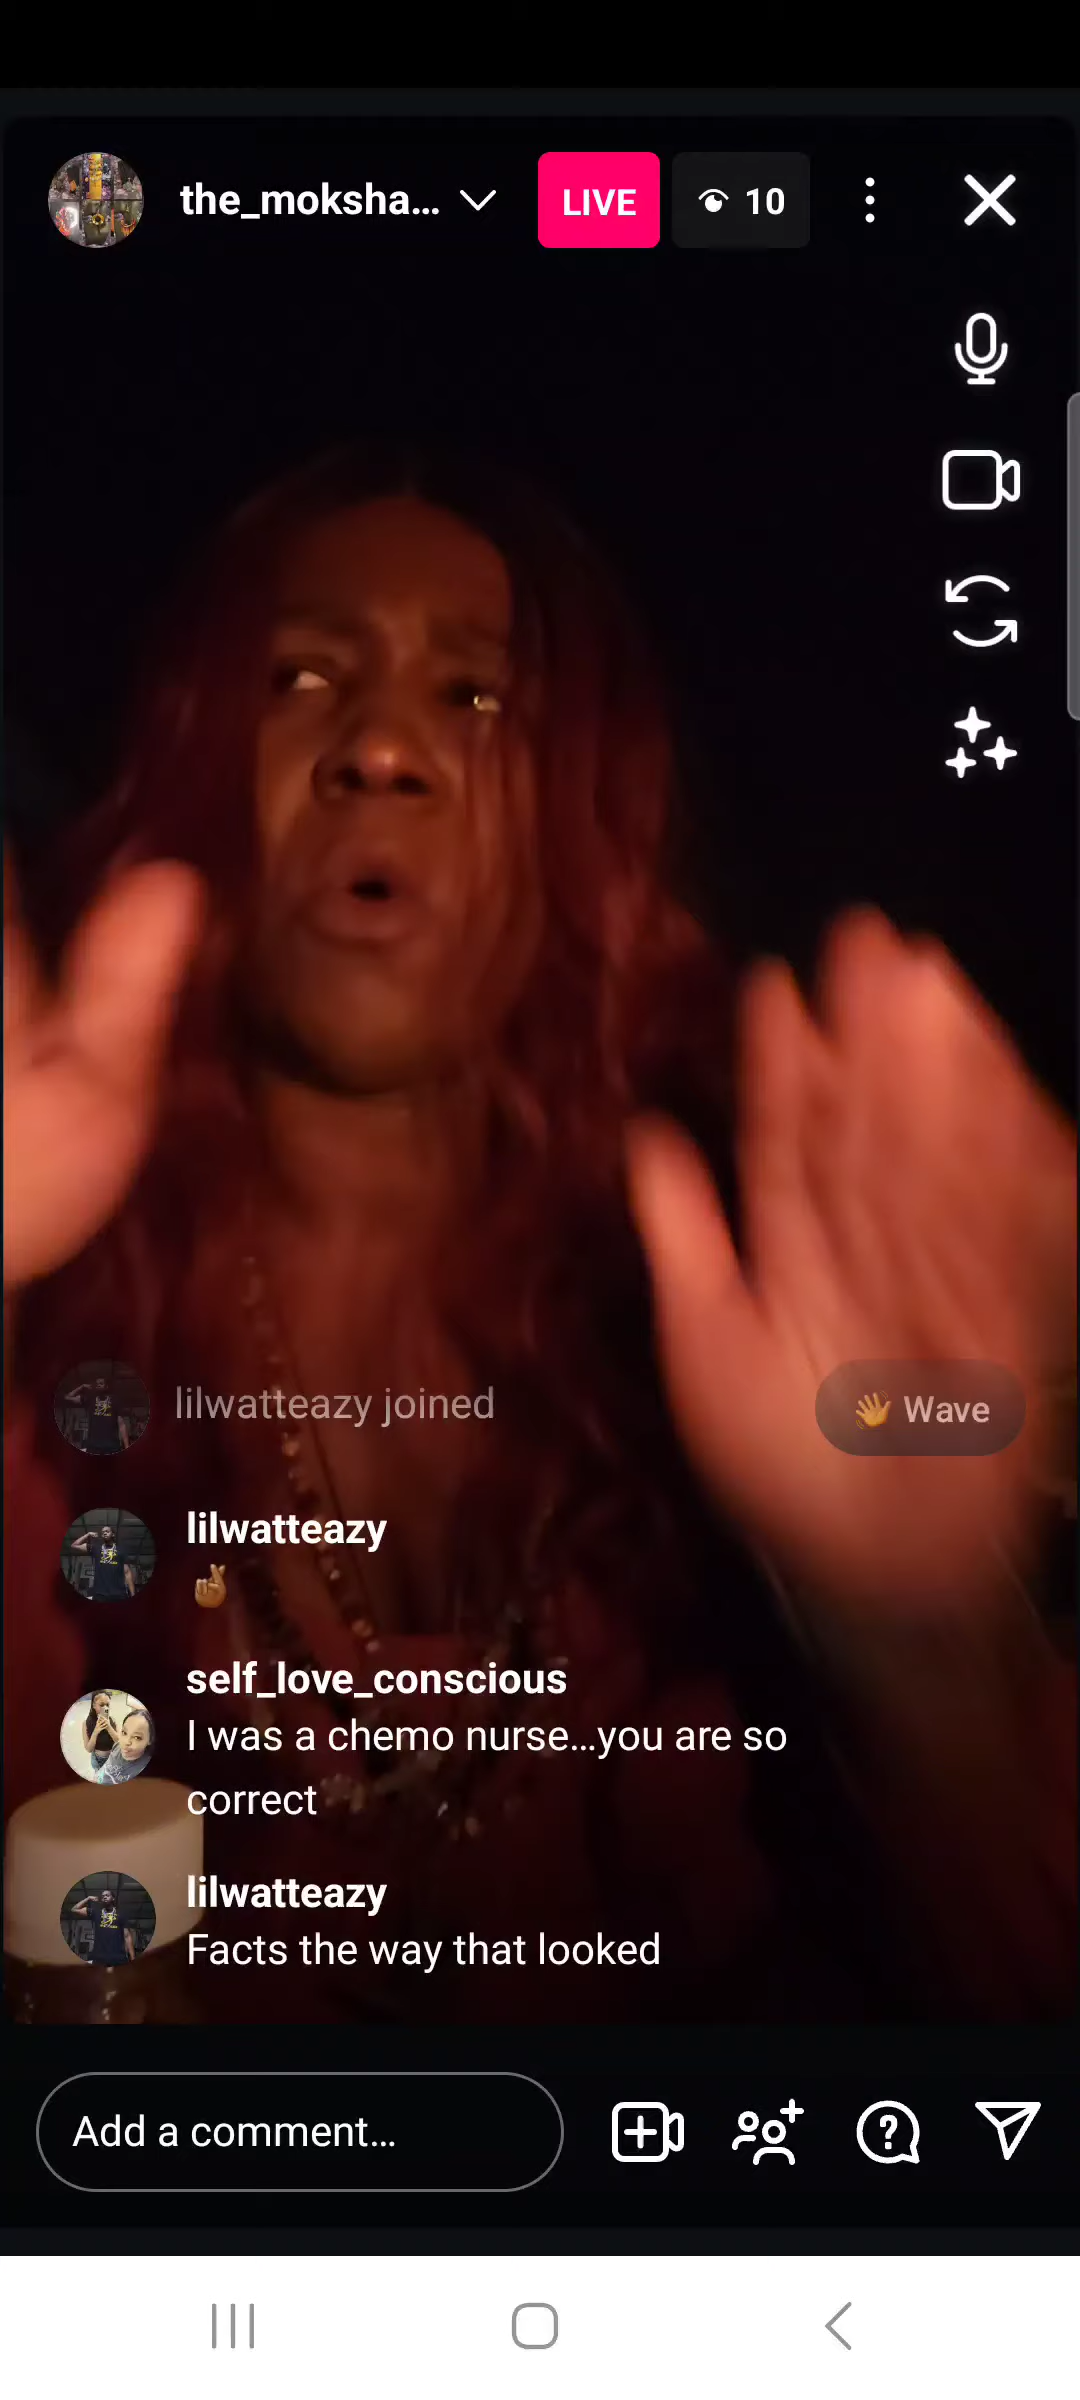 the_moksha... LIVE 10
lilwatteazy joined Wave
lilwatteazy
self_love_conscious
I was a chemo nurse...you are so
correct
lilwatteazy
Facts the way that looked
Add a comment...